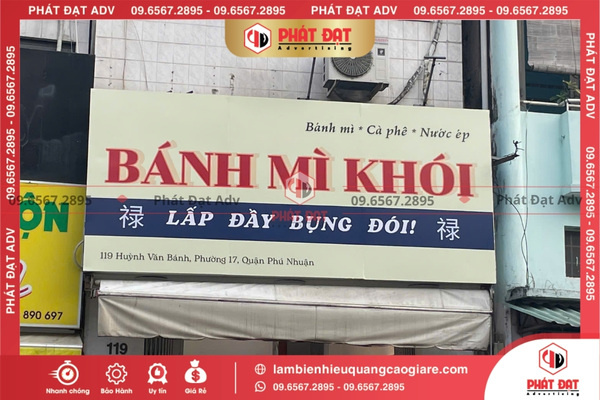 PHÁT ĐẠT ADV 09.6567.2895 - 09.6567.2895
PHÁT ĐẠT
Advertising
PHÁT ĐẠT ADV - 09.6567.2895 - 09.6567.2895
PHÁT ĐẠT ADV 09.6567.2895 - 09.6567.2895
PHÁT ĐẠT ADV 09.6567.2895 - 09.6567.2895
Bánh mì * Cà phê * Nước ép
BÁNH MÌ KHÓI
Phát Đạt Adv
PHÁT ĐẠT
09.6567.2895
Phát Đạt Adv
09.6567.2895
禄 LẤP ĐẦY BỤNG ĐÓI! 禄
119 Huỳnh Văn Bánh, Phường 17, Quận Phú Nhuận
ỘN
890 697
119
Nhanh chóng
Bảo Hành
Uy tín
Giá Rẻ
lambienhieuquangcaogiare.com
09.6567.2895 - 09.6567.2895
PHÁT ĐẠT
Advertising